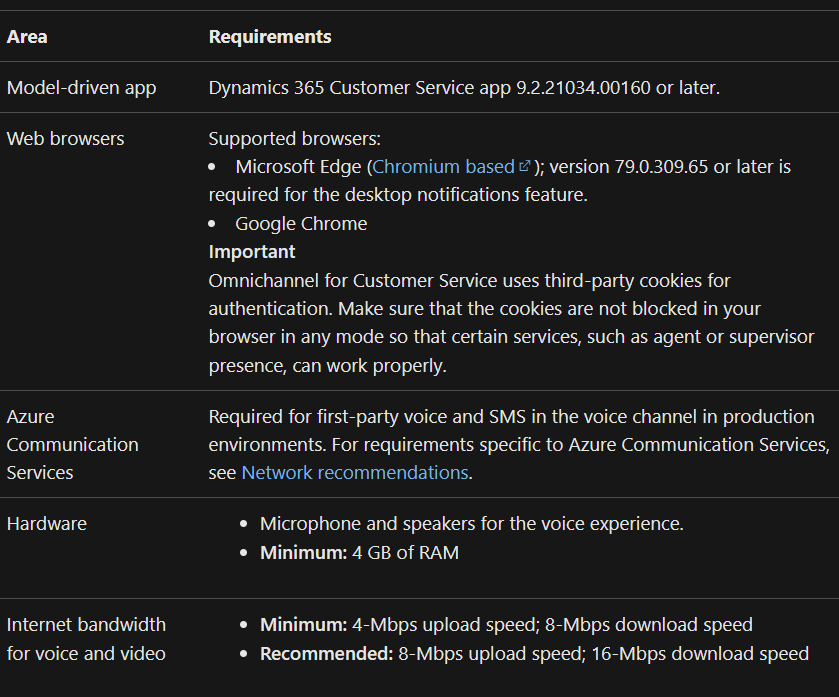 Area Requirements
Model-driven app Dynamics 365 Customer Service app 9.2.21034.00160 or later.
Web browsers Supported browsers:
• Microsoft Edge (Chromium based); version 79.0.309.65 or later is
required for the desktop notifications feature.
• Google Chrome
Important
Omnichannel for Customer Service uses third-party cookies for
authentication. Make sure that the cookies are not blocked in your
browser in any mode so that certain services, such as agent or supervisor
presence, can work properly.
Azure
Communication
Services
Required for first-party voice and SMS in the voice channel in production
environments. For requirements specific to Azure Communication Services,
see Network recommendations.
Hardware
• Microphone and speakers for the voice experience.
• Minimum: 4 GB of RAM
Internet bandwidth
for voice and video
• Minimum: 4-Mbps upload speed; 8-Mbps download speed
• Recommended: 8-Mbps upload speed; 16-Mbps download speed